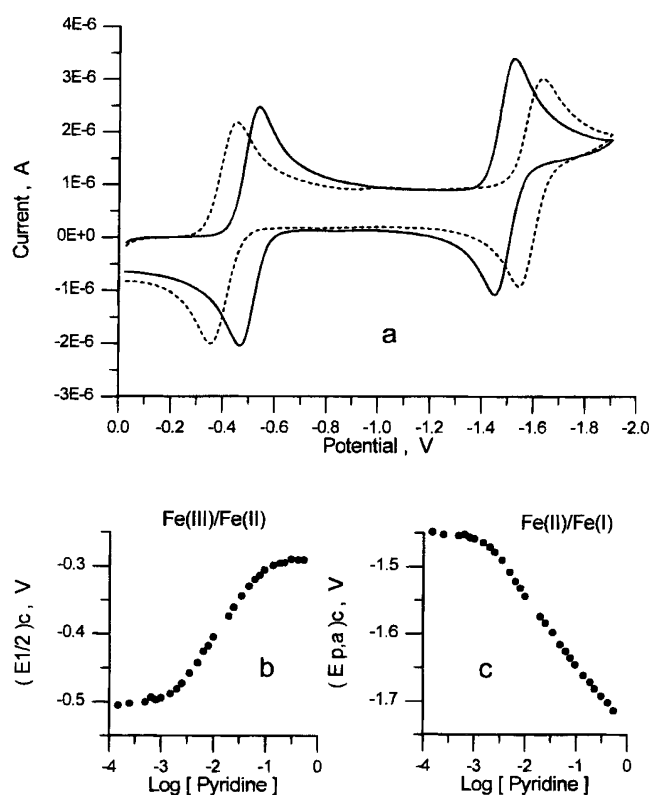 4E-6
3E-6
2E-6
1E-6
0E+0
-1E-6
-2E-6
-3E-6
Current , A
a
0.0 -0.2 -0.4 -0.6 -0.8 -1.0 -1.2 -1.4 -1.6 -1.8 -2.0
Potential , V
Fe(III)/Fe(II)
-0.3
-0.4
-0.5
( E1/2 )c , V
b
-4 -3 -2 -1 0
Log [ Pyridine ]
Fe(II)/Fe(I)
-1.5
-1.6
-1.7
( E p,a )c , V
c
-4 -3 -2 -1 0
Log [ Pyridine ]